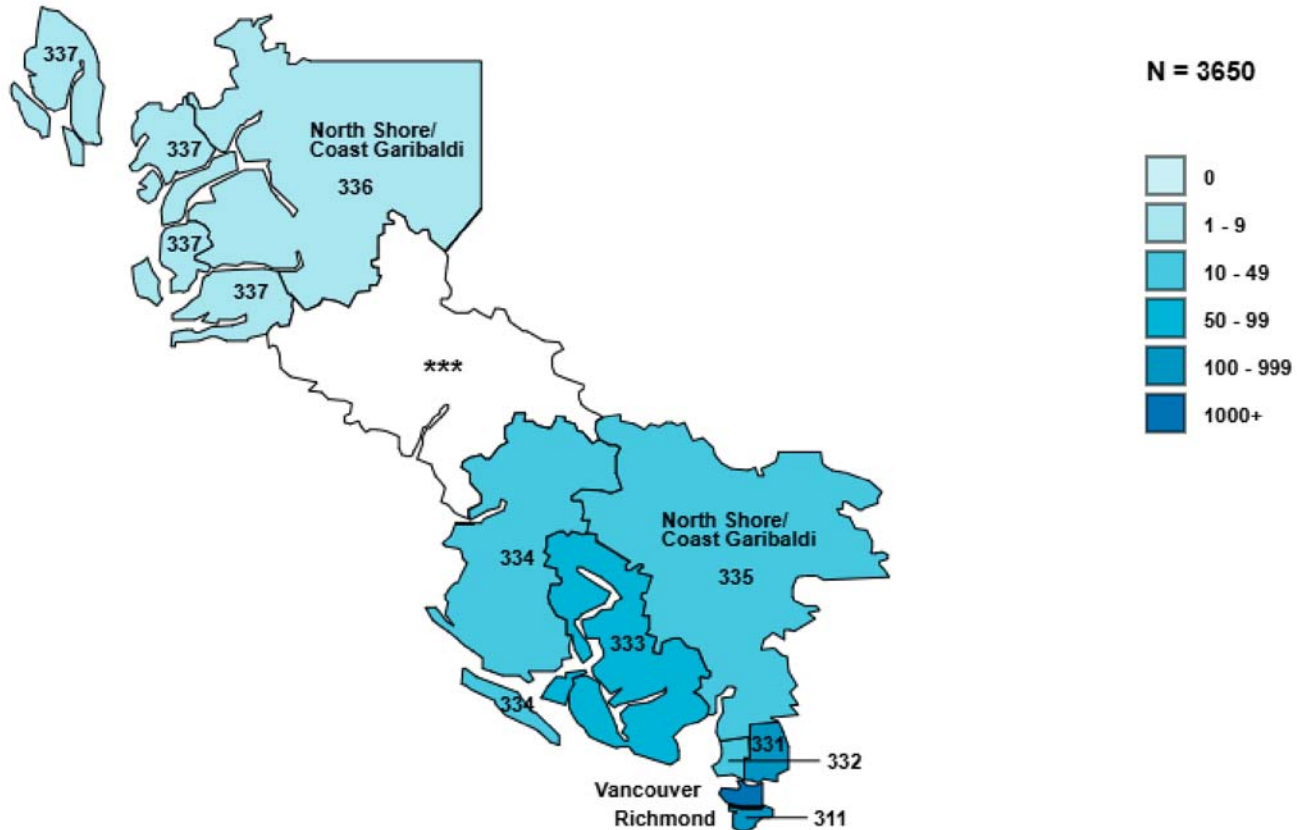 337
N = 3650
North Shore/
Coast Garibaldi
337
336
337
337
0
1 - 9
10 - 49
50 - 99
100 - 999
1000+
***
North Shore/
Coast Garibaldi
334
335
333
334
331
332
Vancouver
Richmond
311